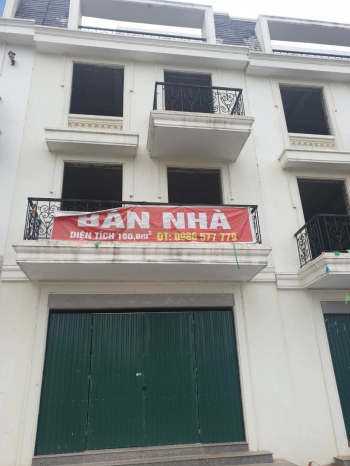 BÁN NHÀ
DIỆN TÍCH 100,0m² ĐT: 0986 577 779